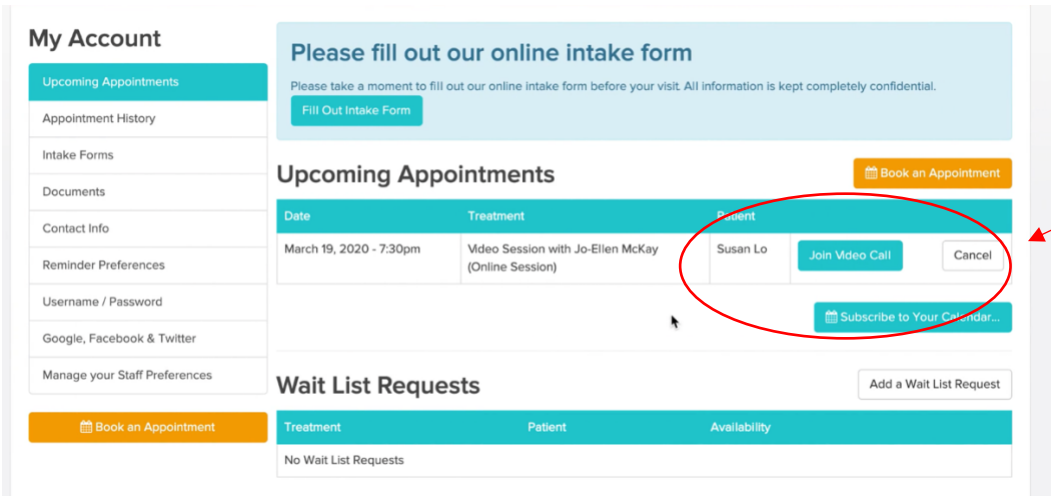 My Account
Upcoming Appointments
Appointment History
Intake Forms
Documents
Contact Info
Reminder Preferences
Username / Password
Google, Facebook & Twitter
Manage your Staff Preferences
Book an Appointment
Please fill out our online intake form
Please take a moment to fill out our online intake form before your visit. All information is kept completely confidential.
Fill Out Intake Form
Upcoming Appointments
Book an Appointment
Date Treatment Patient
March 19, 2020 - 7:30pm Video Session with Jo-Ellen McKay Susan Lo Join Video Call Cancel
(Online Session)
Subscribe to Your Calendar...
Wait List Requests
Add a Wait List Request
Treatment Patient Availability
No Wait List Requests